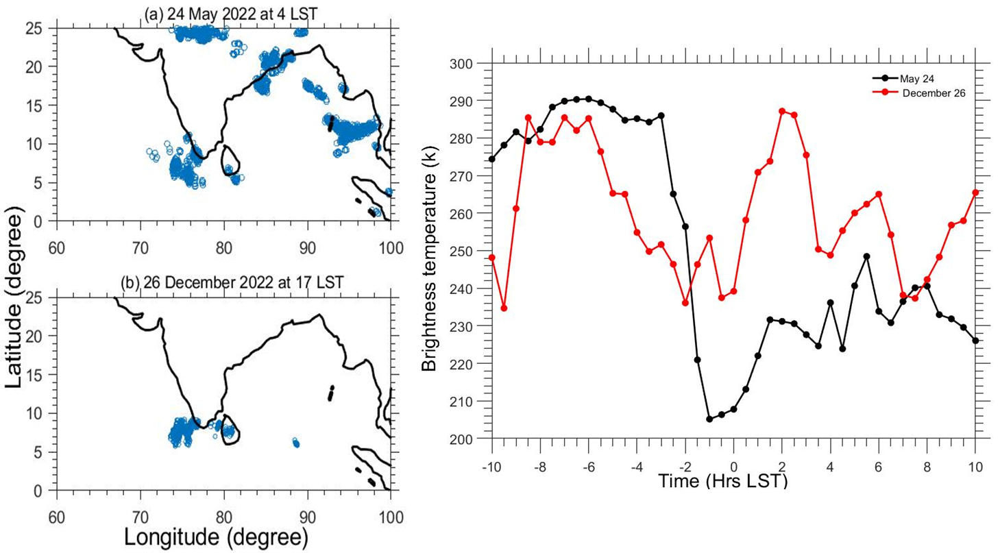 (a) 24 May 2022 at 4 LST
25
20
15
10
5
0
60 70 80 90 100
(b) 26 December 2022 at 17 LST
25
20
15
10
5
0
60 70 80 90 100
Latitude (degree)
Longitude (degree)
300
290
280
270
260
250
240
230
220
210
200
Brightness temperature (k)
May 24
December 26
-10 -8 -6 -4 -2 0 2 4 6 8 10
Time (Hrs LST)